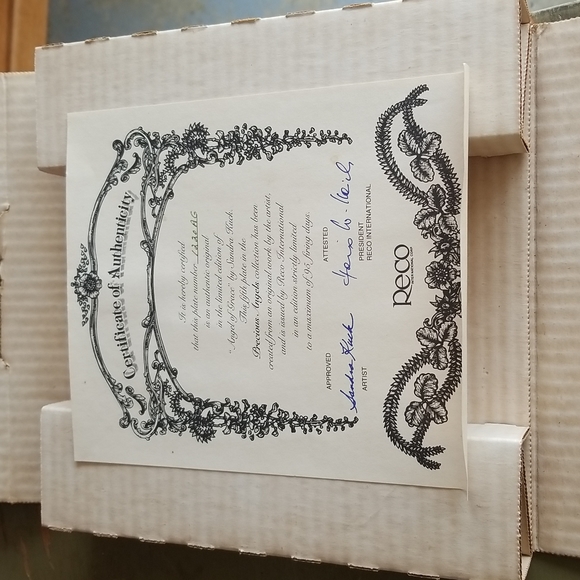 Certificate of Authenticity
It is hereby certified
that this plate number
is an authentic original
in the limited edition of
"Angel of Grace" by Sandra Kuck.
This fifth plate in the
Precious Angels collection has been
created from an original work by the artist,
and is issued by Reco International
in an edition strictly limited
to a maximum of 95 firing days.
APPROVED
Sandra Kuck
ARTIST
ATTESTED
PRESIDENT
RECO INTERNATIONAL
Reco